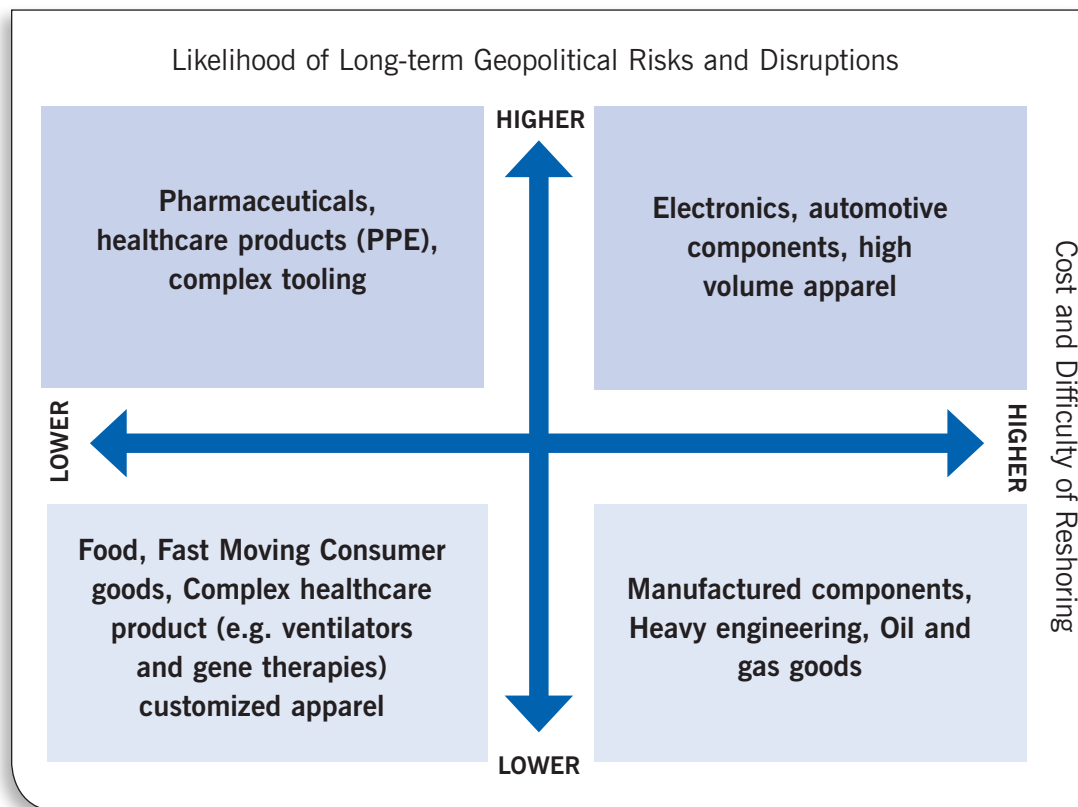 Likelihood of Long-term Geopolitical Risks and Disruptions
HIGHER
Pharmaceuticals,
healthcare products (PPE),
complex tooling
Electronics, automotive
components, high
volume apparel
LOWER
HIGHER
Cost and Difficulty of Reshoring
Food, Fast Moving Consumer
goods, Complex healthcare
product (e.g. ventilators
and gene therapies)
customized apparel
Manufactured components,
Heavy engineering, Oil and
gas goods
LOWER